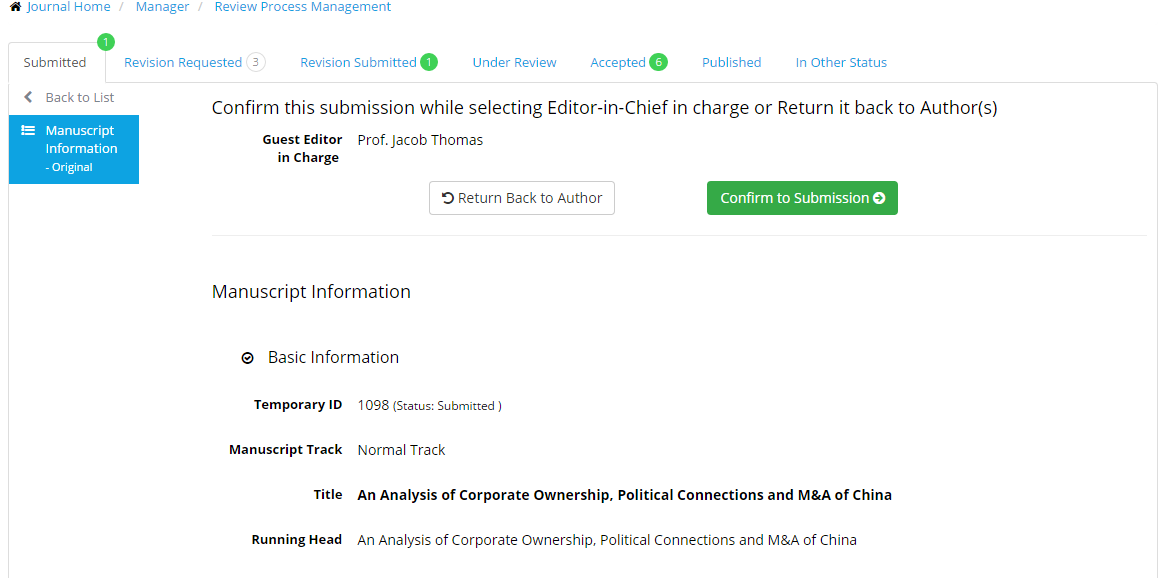 Journal Home / Manager / Review Process Management
1
Submitted Revision Requested 3 Revision Submitted 1 Under Review Accepted 6 Published In Other Status
Back to List
Manuscript
Information
- Original
Confirm this submission while selecting Editor-in-Chief in charge or Return it back to Author(s)
Guest Editor Prof. Jacob Thomas
in Charge
Return Back to Author Confirm to Submission
Manuscript Information
Basic Information
Temporary ID 1098 (Status: Submitted )
Manuscript Track Normal Track
Title An Analysis of Corporate Ownership, Political Connections and M&A of China
Running Head An Analysis of Corporate Ownership, Political Connections and M&A of China